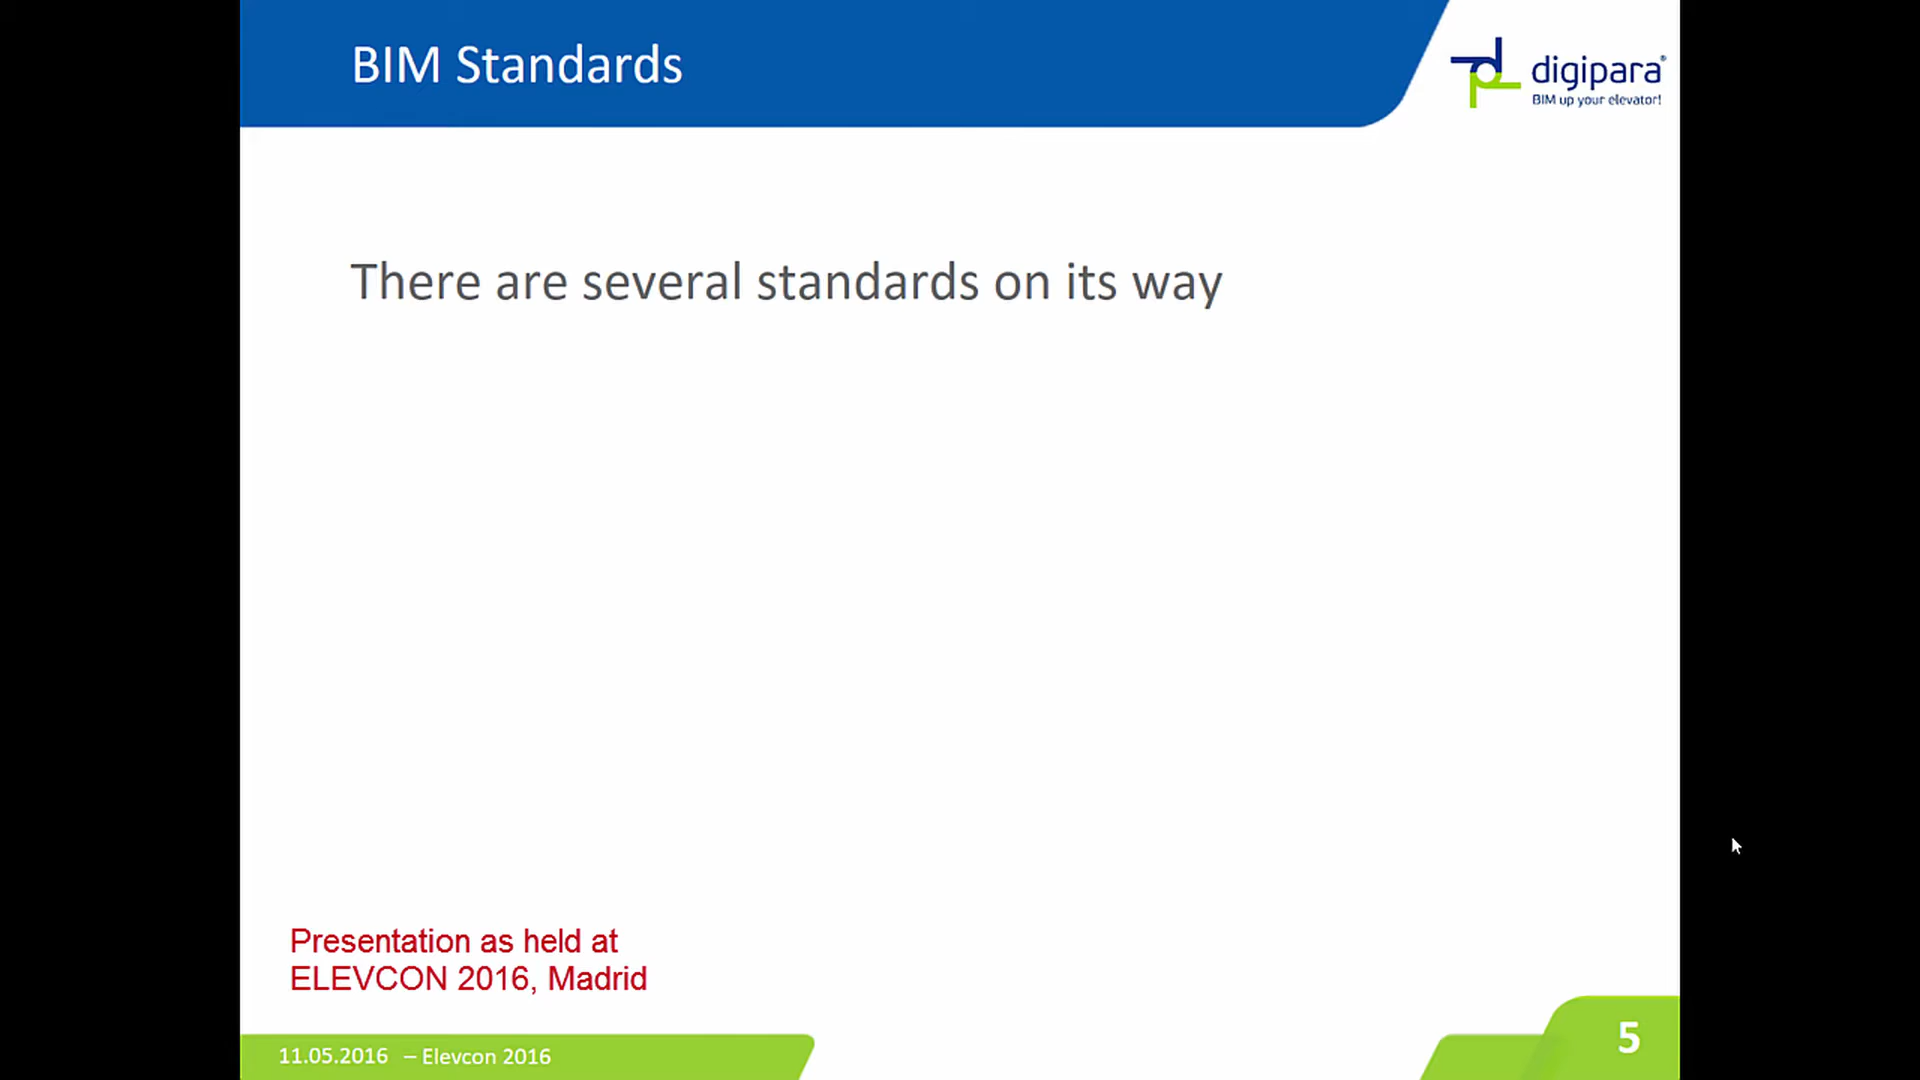 BIM Standards
digipara®
BIM up your elevator!
There are several standards on its way
Presentation as held at
ELEVCON 2016, Madrid
11.05.2016 – Elevcon 2016
5